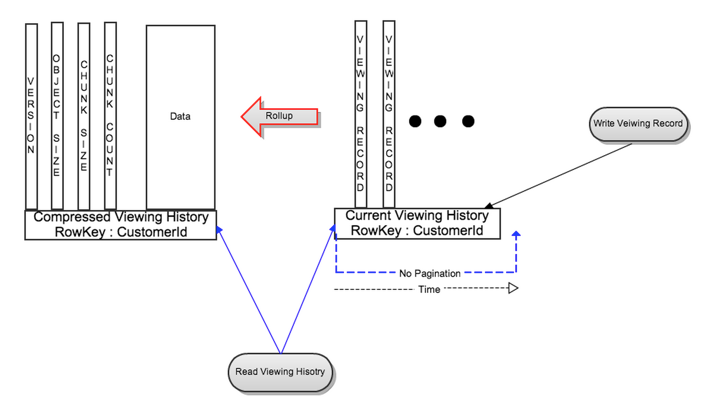 VERSION
OBJECT SIZE
CHUNK SIZE
CHUNK COUNT
Data
Rollup
VIEWING RECORD
VIEWING RECORD
Write Veiwing Record
Compressed Viewing History
RowKey : CustomerId
Current Viewing History
RowKey : CustomerId
No Pagination
Time
Read Viewing Hisotry